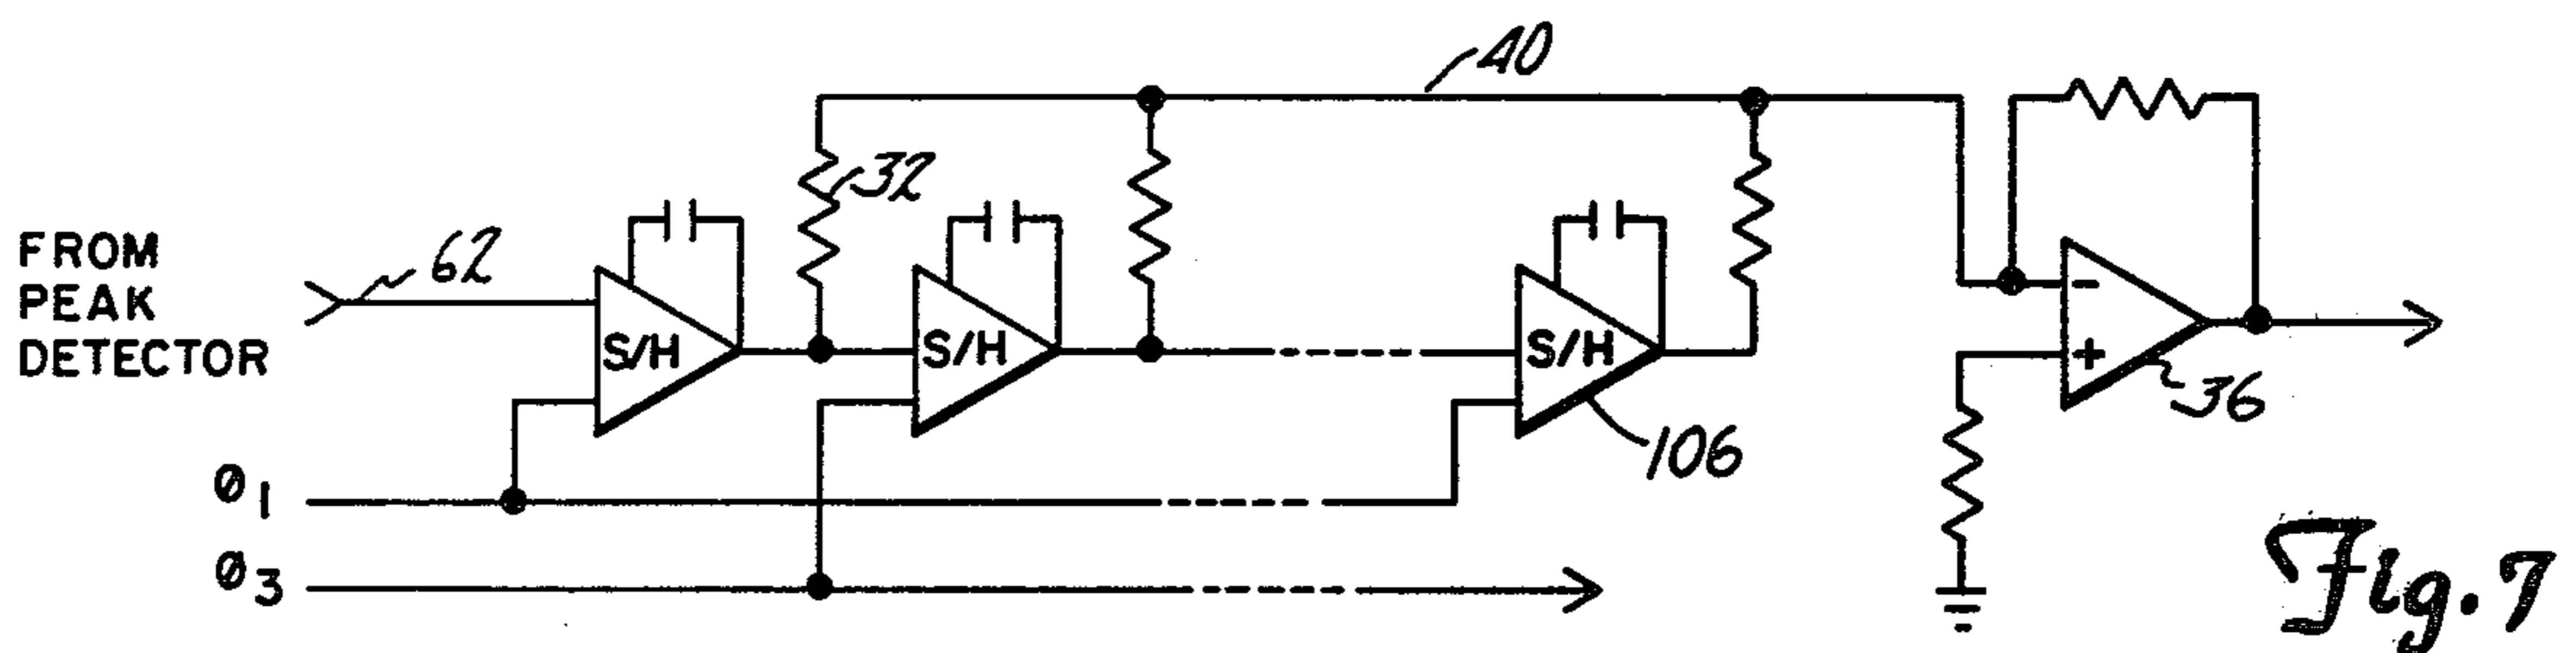 40
32
62
FROM
PEAK
DETECTOR
S/H
S/H
S/H
-
+
36
106
Ø1
Ø3
Fig. 7